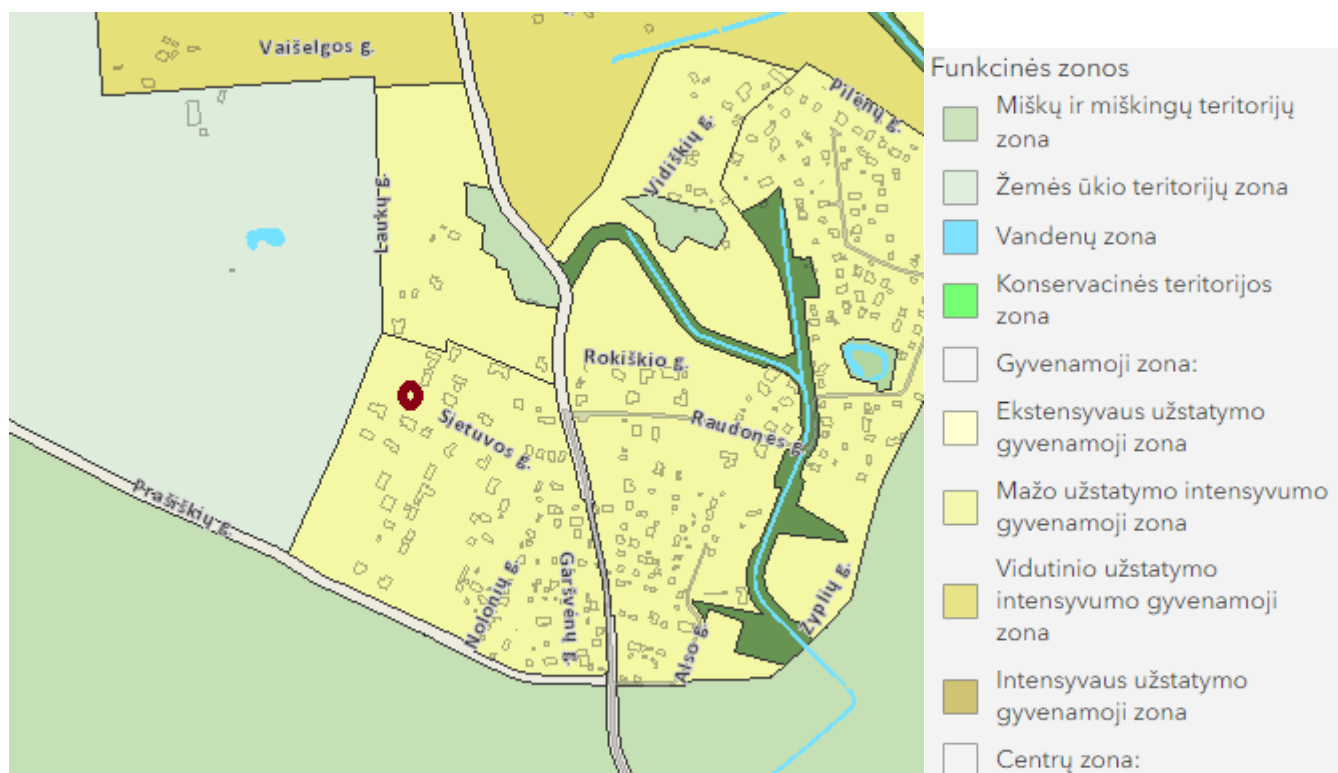 Vaišelgos g.
Pilėnų g.
Vidiškių g.
Laukų g.
Rokiškio g.
Raudonės g.
Sietuvos g.
Prašiškių g.
Nolonijų g.
Garšvėnų g.
Also g.
Žyplių g.
Funkcinės zonos
Miškų ir miškingų teritorijų
zona
Žemės ūkio teritorijų zona
Vandenų zona
Konservacinės teritorijos
zona
Gyvenamoji zona:
Ekstensyvaus užstatymo
gyvenamoji zona
Mažo užstatymo intensyvumo
gyvenamoji zona
Vidutinio užstatymo
intensyvumo gyvenamoji
zona
Intensyvaus užstatymo
gyvenamoji zona
Centrų zona: